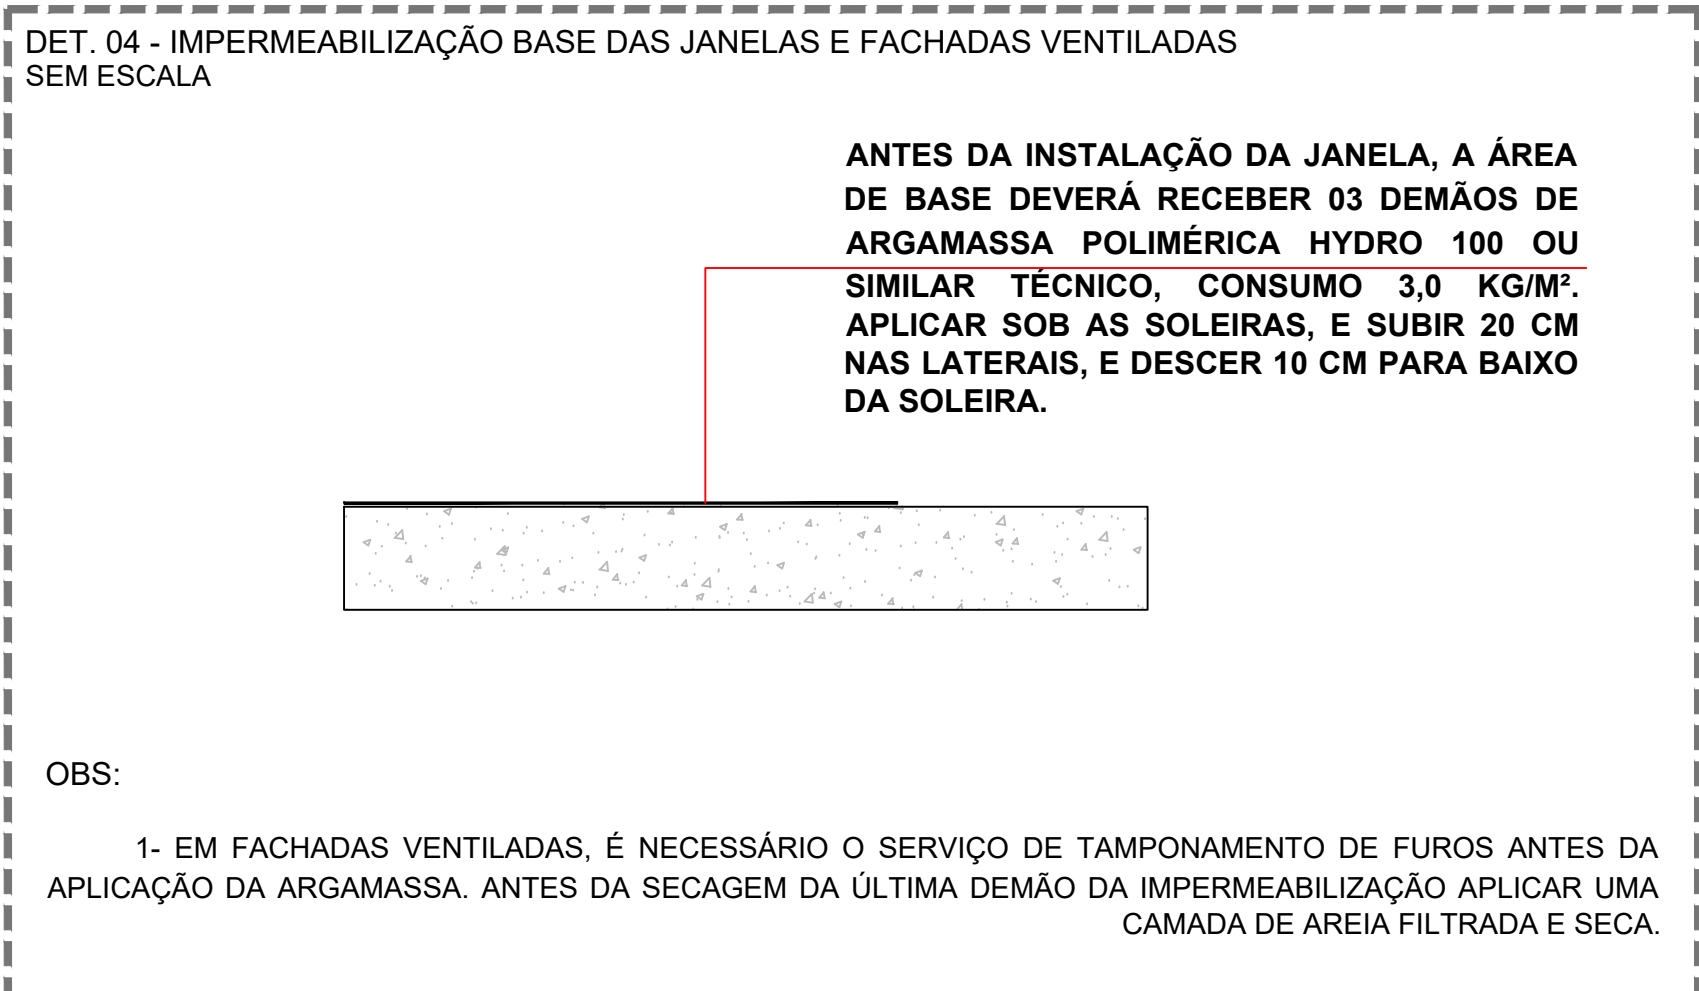 DET. 04 - IMPERMEABILIZAÇÃO BASE DAS JANELAS E FACHADAS VENTILADAS
SEM ESCALA
ANTES DA INSTALAÇÃO DA JANELA, A ÁREA
DE BASE DEVERÁ RECEBER 03 DEMÃOS DE
ARGAMASSA POLIMÉRICA HYDRO 100 OU
SIMILAR TÉCNICO, CONSUMO 3,0 KG/M².
APLICAR SOB AS SOLEIRAS, E SUBIR 20 CM
NAS LATERAIS, E DESCER 10 CM PARA BAIXO
DA SOLEIRA.
OBS:
1- EM FACHADAS VENTILADAS, É NECESSÁRIO O SERVIÇO DE TAMPONAMENTO DE FUROS ANTES DA
APLICAÇÃO DA ARGAMASSA. ANTES DA SECAGEM DA ÚLTIMA DEMÃO DA IMPERMEABILIZAÇÃO APLICAR UMA
CAMADA DE AREIA FILTRADA E SECA.